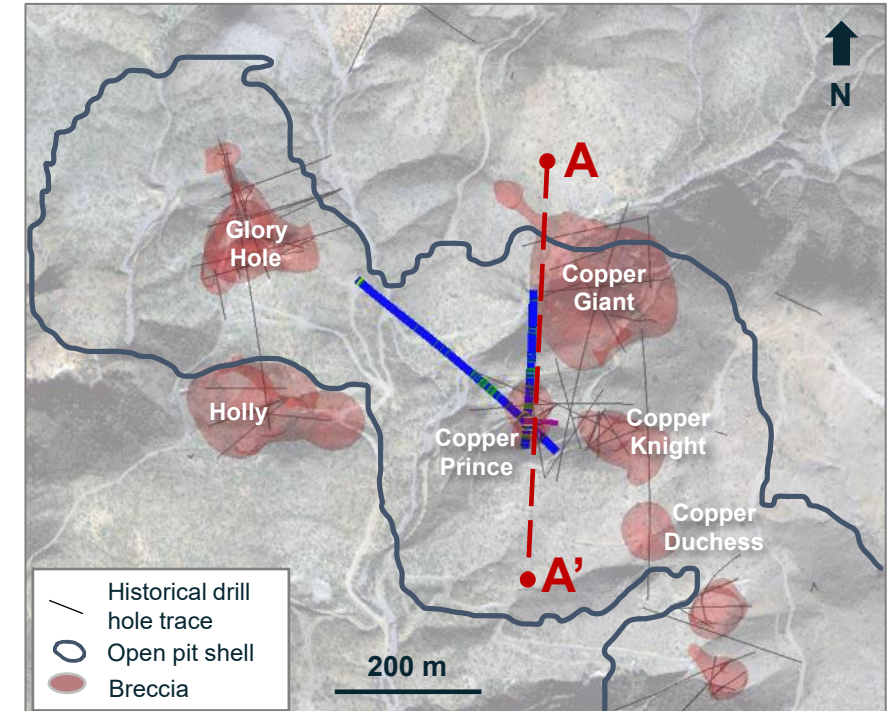 N
A
Glory
Hole
Copper
Giant
Holly
Copper
Prince
Copper
Knight
Copper
Duchess
A’
Historical drill
hole trace
Open pit shell
Breccia
200 m